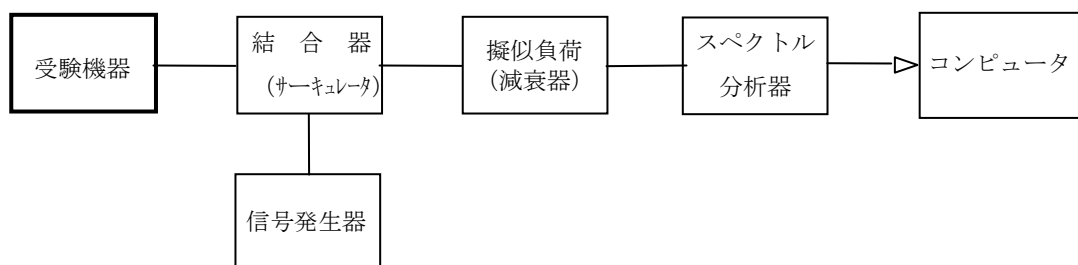 受験機器
結　合　器
(サーキュレータ)
擬似負荷
(減衰器)
スペクトル
分析器
コンピュータ
信号発生器